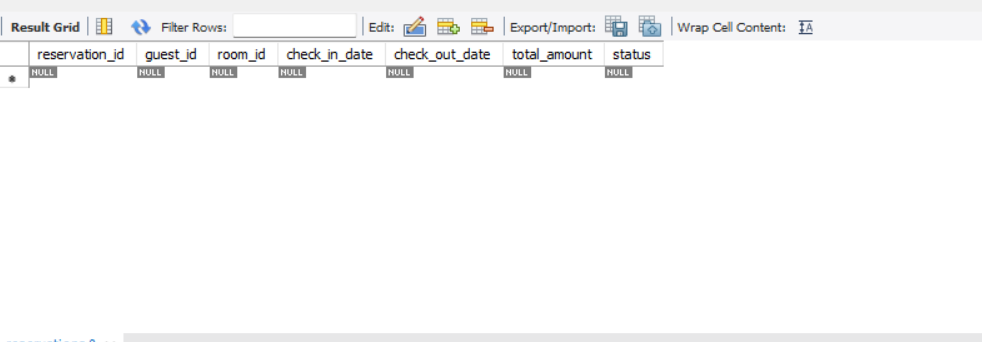 Result Grid Filter Rows: Edit: Export/Import: Wrap Cell Content: IA
reservation_id guest_id room_id check_in_date check_out_date total_amount status
NULL NULL NULL NULL NULL NULL NULL